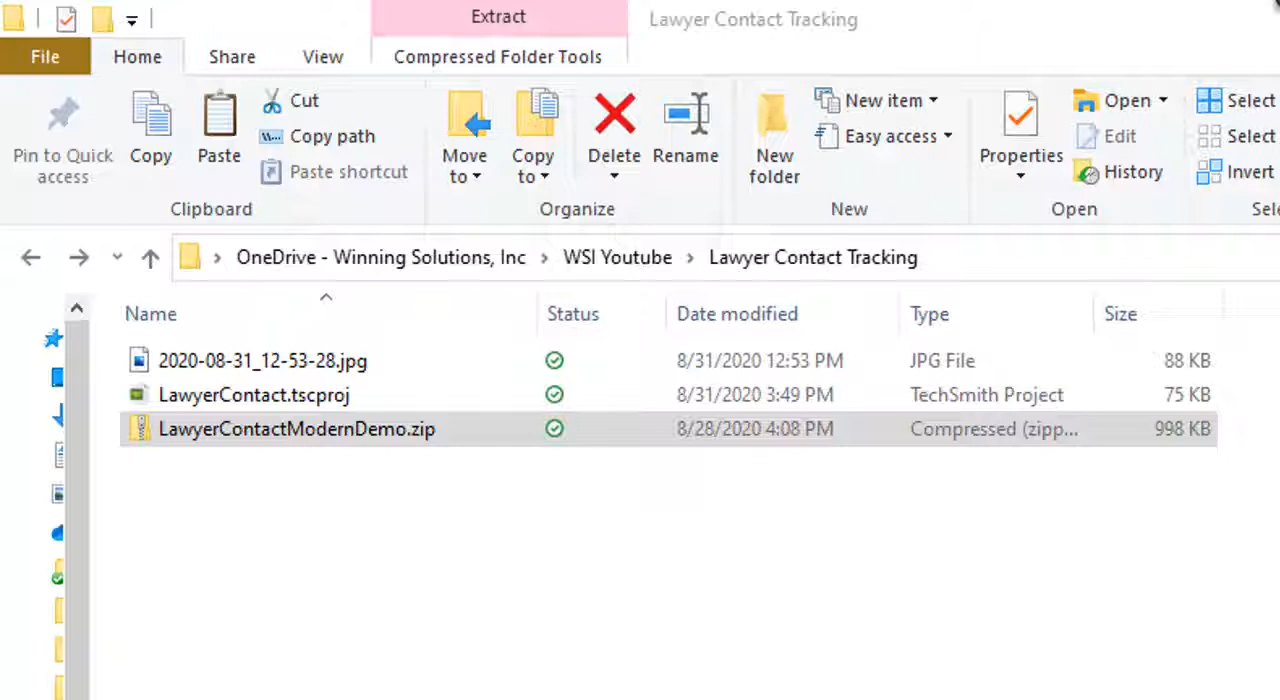 Extract
Lawyer Contact Tracking
File Home Share View Compressed Folder Tools
Pin to Quick access
Copy
Paste
Cut
Copy path
Paste shortcut
Clipboard
Move to
Copy to
Delete
Rename
Organize
New folder
New item
Easy access
New
Properties
Open
Edit
History
Open
Select
Select
Invert
Sele
OneDrive - Winning Solutions, Inc › WSI Youtube › Lawyer Contact Tracking
Name Status Date modified Type Size
2020-08-31_12-53-28.jpg 8/31/2020 12:53 PM JPG File 88 KB
LawyerContact.tscproj 8/31/2020 3:49 PM TechSmith Project 75 KB
LawyerContactModernDemo.zip 8/28/2020 4:08 PM Compressed (zipp... 998 KB